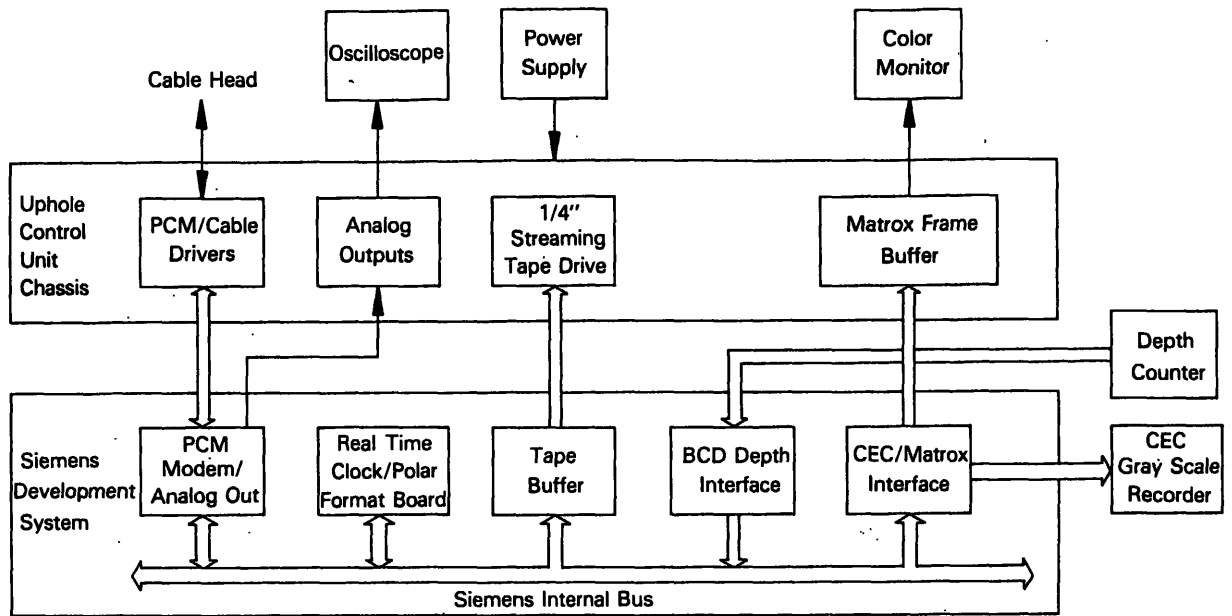 Oscilloscope
Power
Supply
Color
Monitor
Cable Head
Uphole
Control
Unit
Chassis
PCM/Cable
Drivers
Analog
Outputs
1/4"
Streaming
Tape Drive
Matrox Frame
Buffer
Depth
Counter
Siemens
Development
System
PCM
Modem/
Analog Out
Real Time
Clock/Polar
Format Board
Tape
Buffer
BCD Depth
Interface
CEC/Matrox
Interface
CEC
Gray Scale
Recorder
Siemens Internal Bus